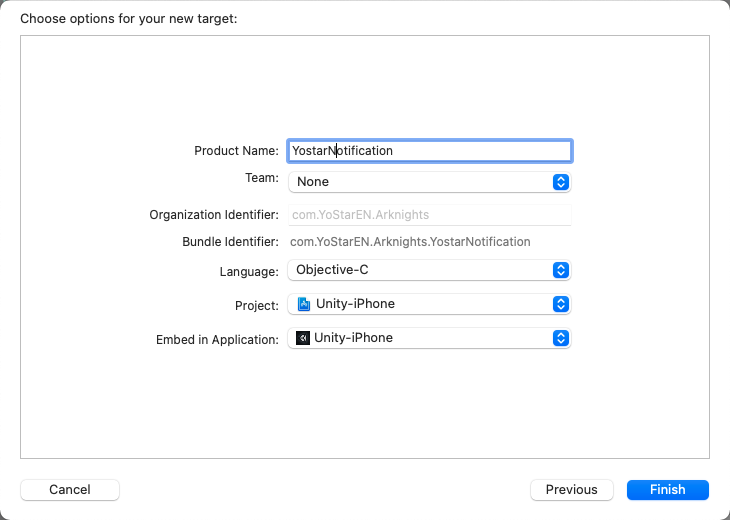 Choose options for your new target:
Product Name: YostarNotification
Team: None
Organization Identifier: com.YoStarEN.Arknights
Bundle Identifier: com.YoStarEN.Arknights.YostarNotification
Language: Objective-C
Project: Unity-iPhone
Embed in Application: Unity-iPhone
Cancel Previous Finish